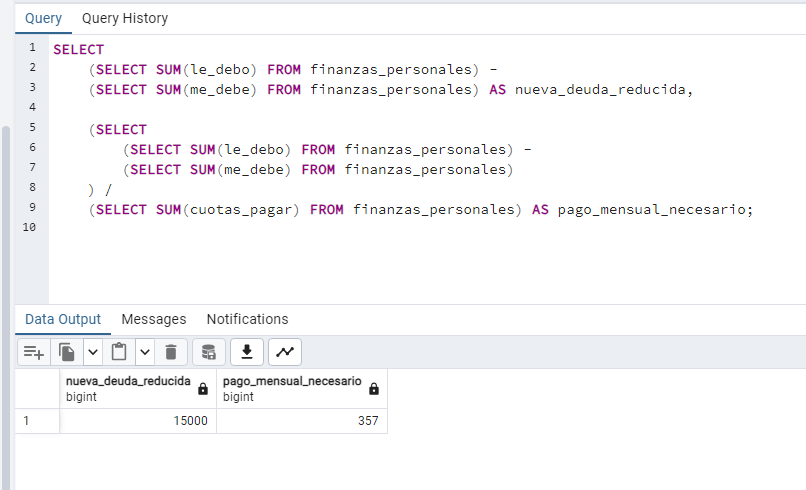 Query Query History
1 SELECT
2 (SELECT SUM(le_debo) FROM finanzas_personales) -
3 (SELECT SUM(me_debe) FROM finanzas_personales) AS nueva_deuda_reducida,
4
5 (SELECT
6 (SELECT SUM(le_debo) FROM finanzas_personales) -
7 (SELECT SUM(me_debe) FROM finanzas_personales)
8 ) /
9 (SELECT SUM(cuotas_pagar) FROM finanzas_personales) AS pago_mensual_necesario;
10
Data Output Messages Notifications
nueva_deuda_reducida pago_mensual_necesario
bigint bigint
1 15000 357